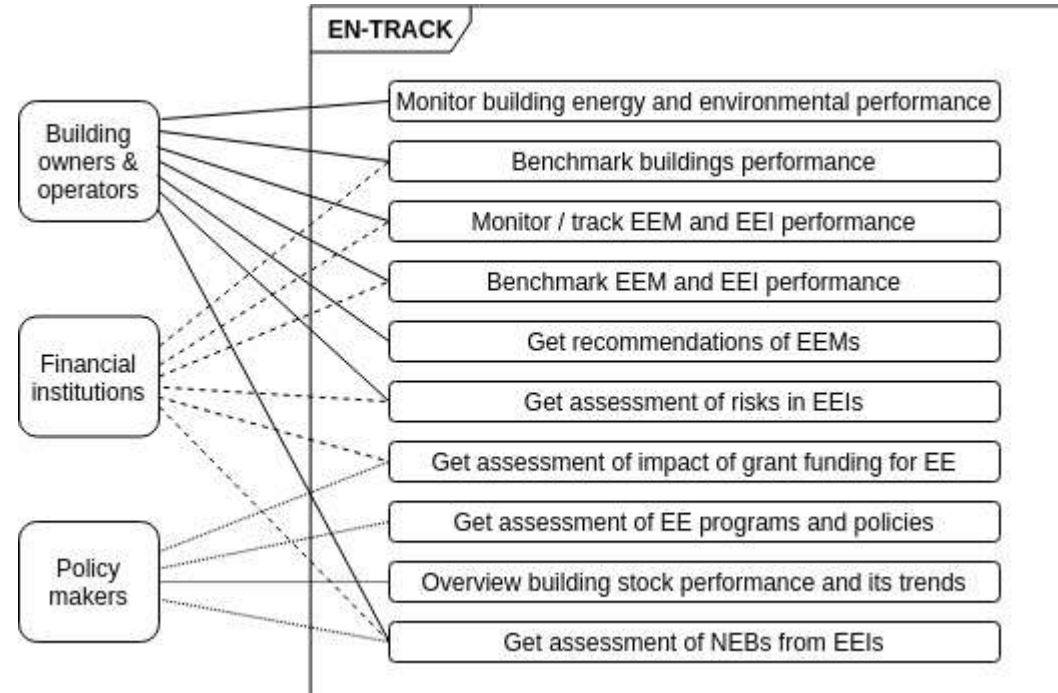 EN-TRACK
Building
owners &
operators
Financial
institutions
Policy
makers
Monitor building energy and environmental performance
Benchmark buildings performance
Monitor / track EEM and EEI performance
Benchmark EEM and EEI performance
Get recommendations of EEMs
Get assessment of risks in EEIs
Get assessment of impact of grant funding for EE
Get assessment of EE programs and policies
Overview building stock performance and its trends
Get assessment of NEBs from EEIs